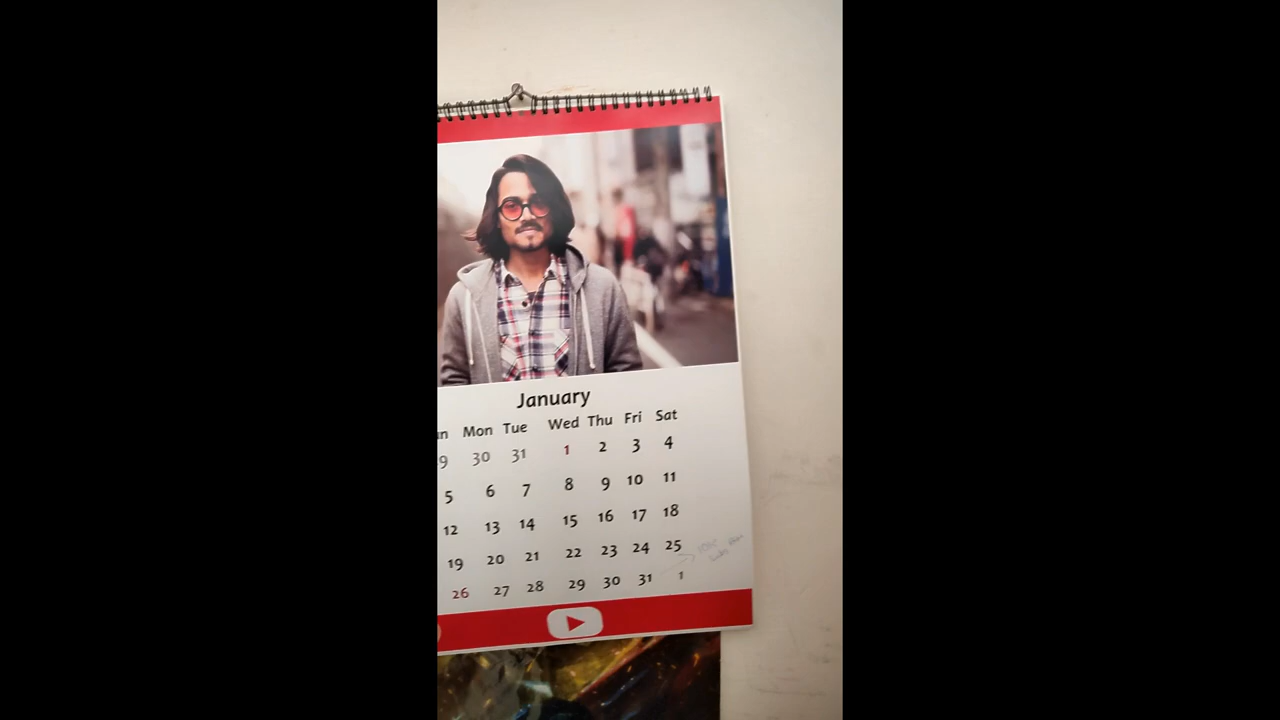 January
Mon Tue Wed Thu Fri Sat
9 30 31 1 2 3 4
5 6 7 8 9 10 11
12 13 14 15 16 17 18
19 20 21 22 23 24 25
26 27 28 29 30 31 1